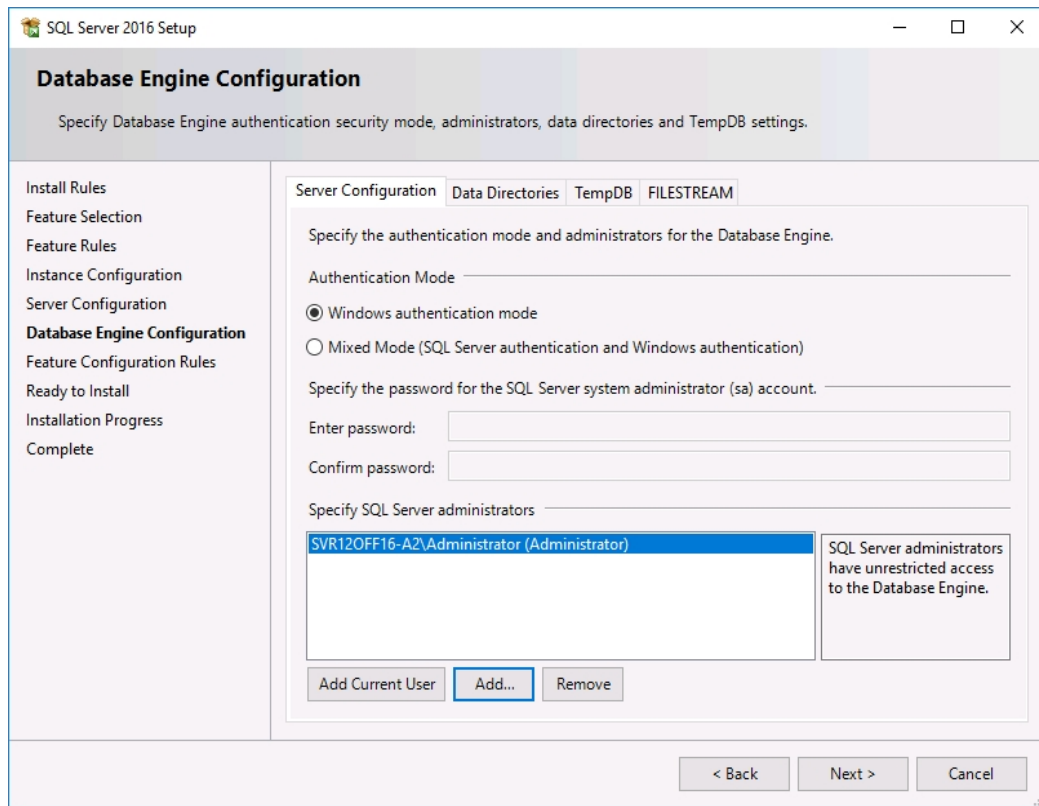 SQL Server 2016 Setup
Database Engine Configuration
Specify Database Engine authentication security mode, administrators, data directories and TempDB settings.
Install Rules
Feature Selection
Feature Rules
Instance Configuration
Server Configuration
Database Engine Configuration
Feature Configuration Rules
Ready to Install
Installation Progress
Complete
Server Configuration Data Directories TempDB FILESTREAM
Specify the authentication mode and administrators for the Database Engine.
Authentication Mode
Windows authentication mode
Mixed Mode (SQL Server authentication and Windows authentication)
Specify the password for the SQL Server system administrator (sa) account.
Enter password:
Confirm password:
Specify SQL Server administrators
SVR12OFF16-A2\Administrator (Administrator)
SQL Server administrators
have unrestricted access
to the Database Engine.
Add Current User Add... Remove
< Back Next > Cancel